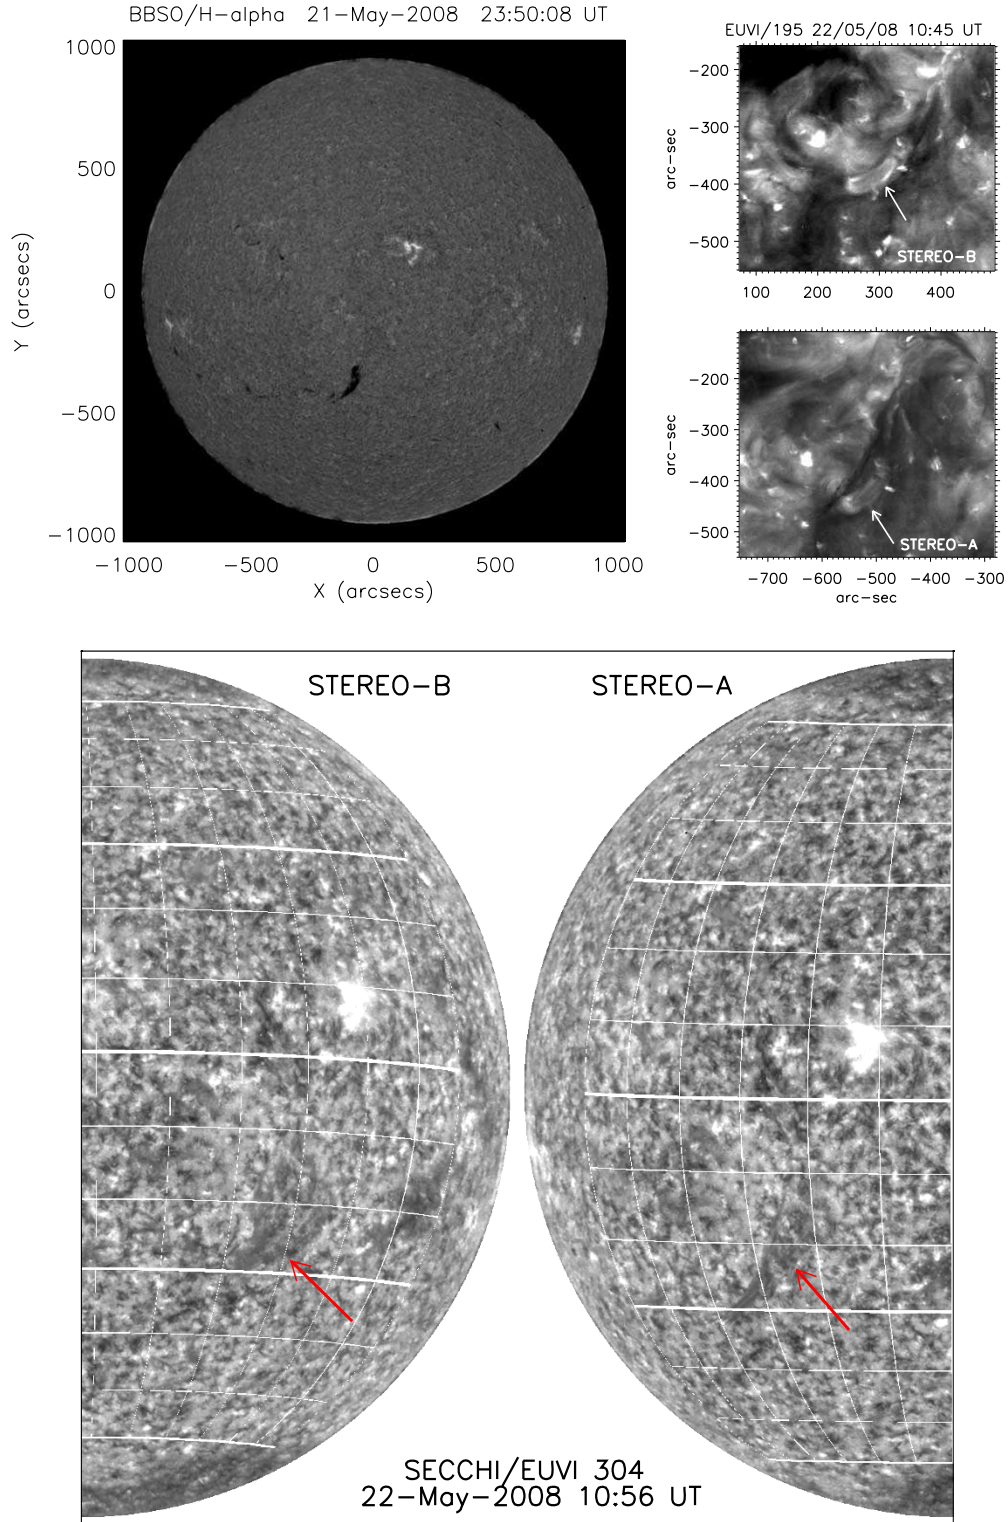 BBSO/H-alpha 21-May-2008 23:50:08 UT
1000
500
0
-500
-1000
Y (arcsecs)
-1000 -500 0 500 1000
X (arcsecs)
EUVI/195 22/05/08 10:45 UT
-200
-300
-400
-500
arc-sec
STEREO-B
100 200 300 400
-200
-300
-400
-500
arc-sec
STEREO-A
-700 -600 -500 -400 -300
arc-sec
STEREO-B STEREO-A
SECCHI/EUVI 304
22-May-2008 10:56 UT